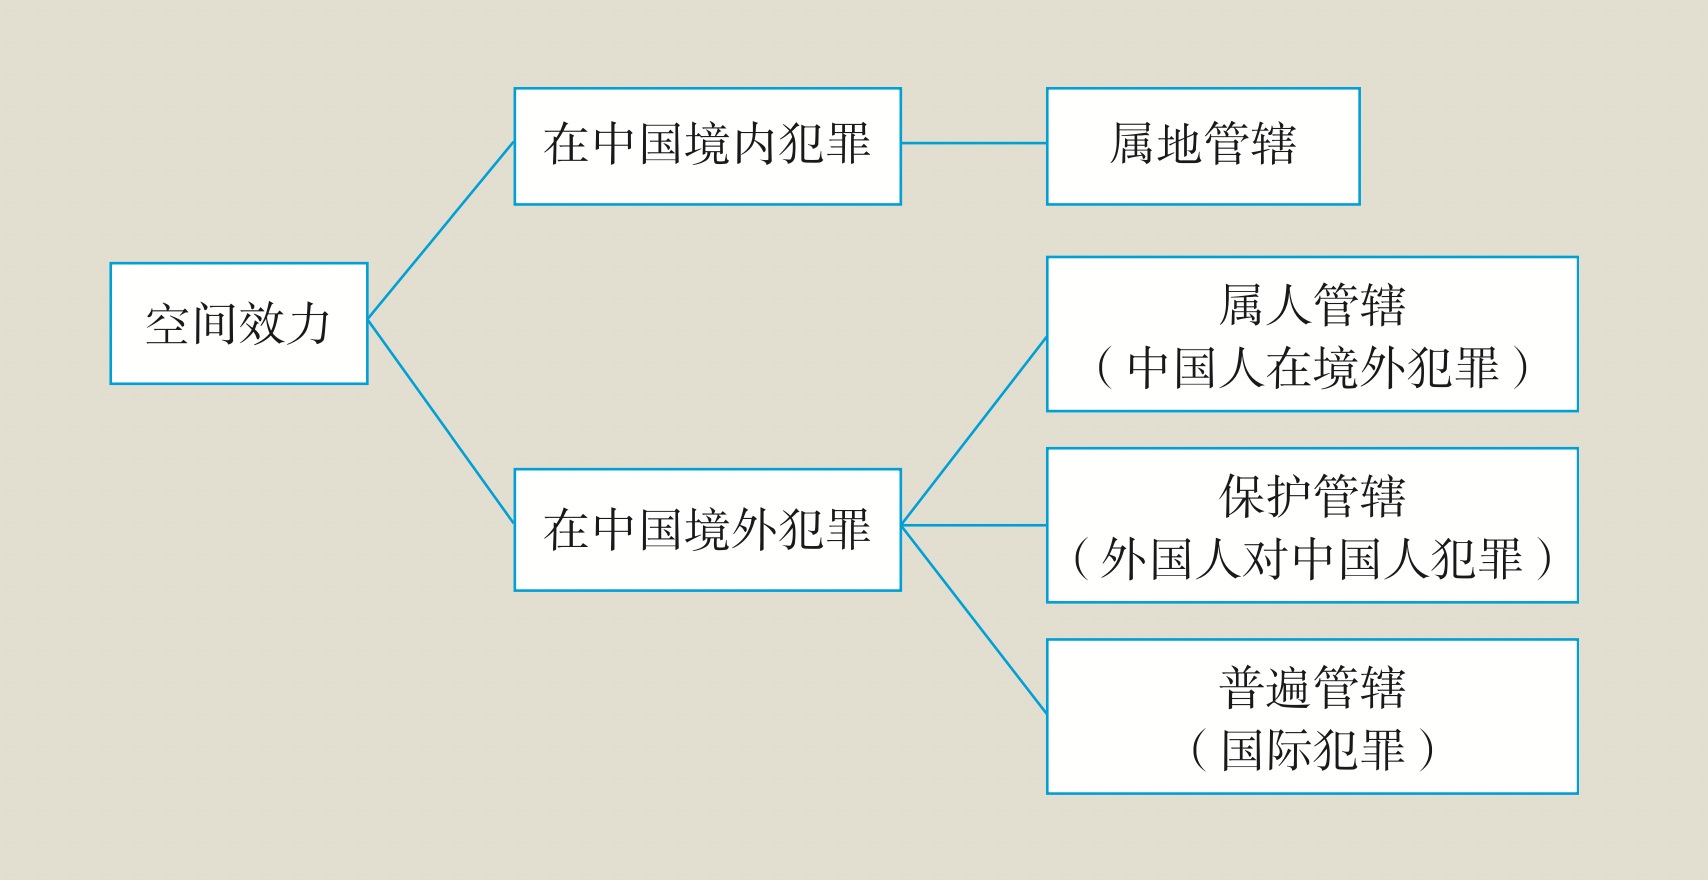 空间效力
在中国境内犯罪
属地管辖
在中国境外犯罪
属人管辖
（中国人在境外犯罪）
保护管辖
（外国人对中国人犯罪）
普遍管辖
（国际犯罪）